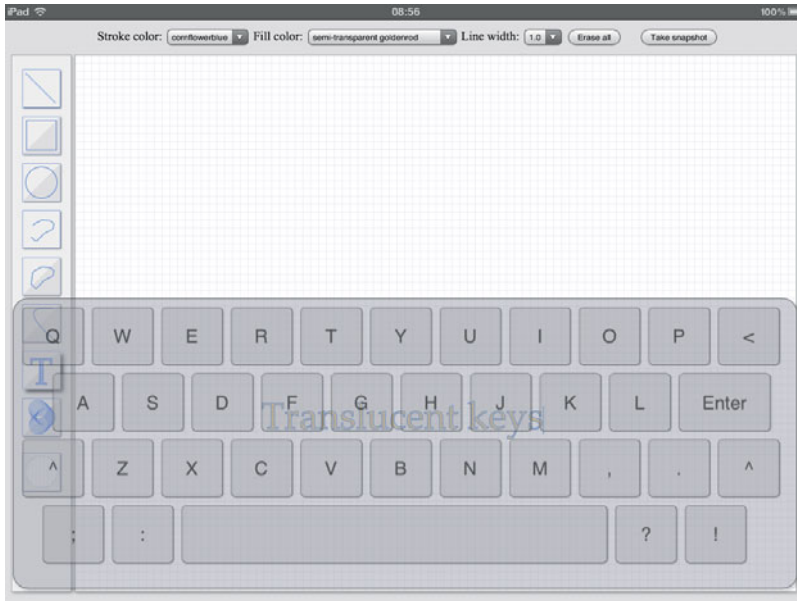 iPad 08:56 100%
Stroke color: cornflowerblue Fill color: semi-transparent goldenrod Line width: 1.0 Erase all Take snapshot
Q W E R T Y U I O P <
T
A S D F G H J K L Enter
Translucent keys
^ Z X C V B N M , . ^
; : ? !